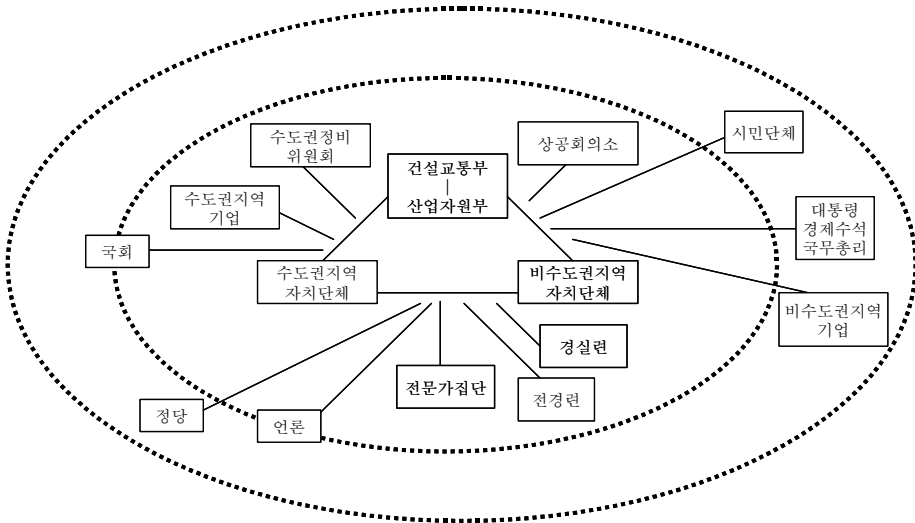 수도권정비
위원회
건설교통부
|
산업자원부
상공회의소
시민단체
수도권지역
기업
대통령
경제수석
국무총리
국회
수도권지역
자치단체
비수도권지역
자치단체
비수도권지역
기업
경실련
전문가집단
전경련
정당
언론